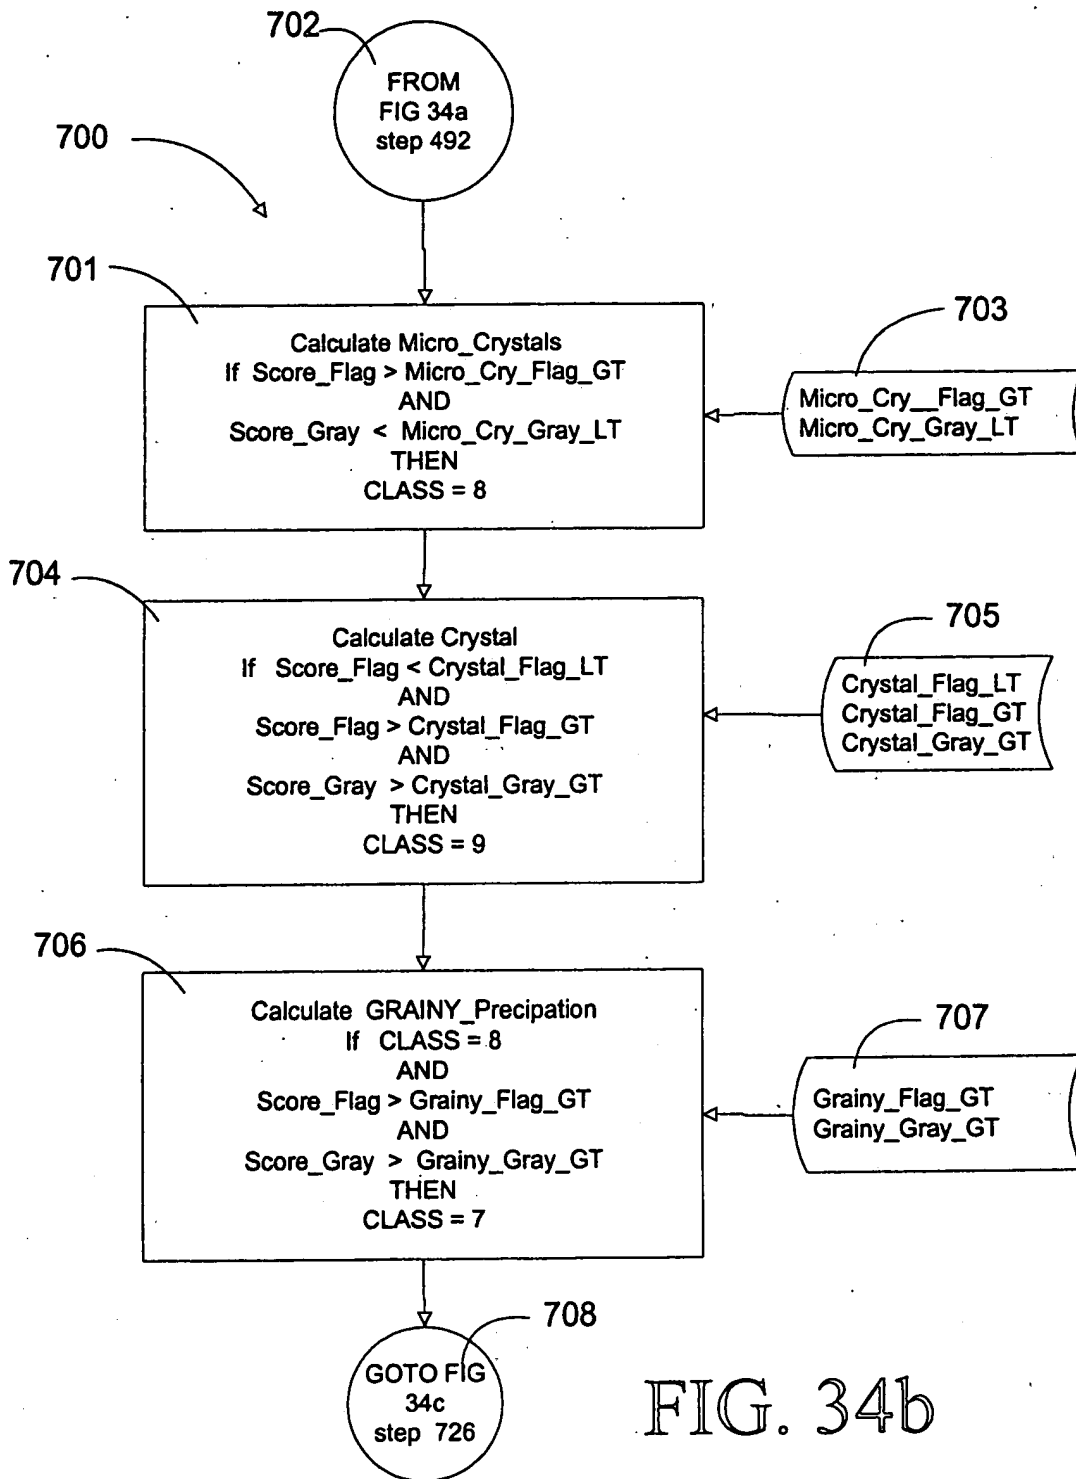 702
FROM
FIG 34a
step 492
700
701
Calculate Micro_Crystals
If Score_Flag > Micro_Cry_Flag_GT
AND
Score_Gray < Micro_Cry_Gray_LT
THEN
CLASS = 8
703
Micro_Cry__Flag_GT
Micro_Cry_Gray_LT
704
Calculate Crystal
If Score_Flag < Crystal_Flag_LT
AND
Score_Flag > Crystal_Flag_GT
AND
Score_Gray > Crystal_Gray_GT
THEN
CLASS = 9
705
Crystal_Flag_LT
Crystal_Flag_GT
Crystal_Gray_GT
706
Calculate GRAINY_Precipation
If CLASS = 8
AND
Score_Flag > Grainy_Flag_GT
AND
Score_Gray > Grainy_Gray_GT
THEN
CLASS = 7
707
Grainy_Flag_GT
Grainy_Gray_GT
708
GOTO FIG
34c
step 726
FIG. 34b